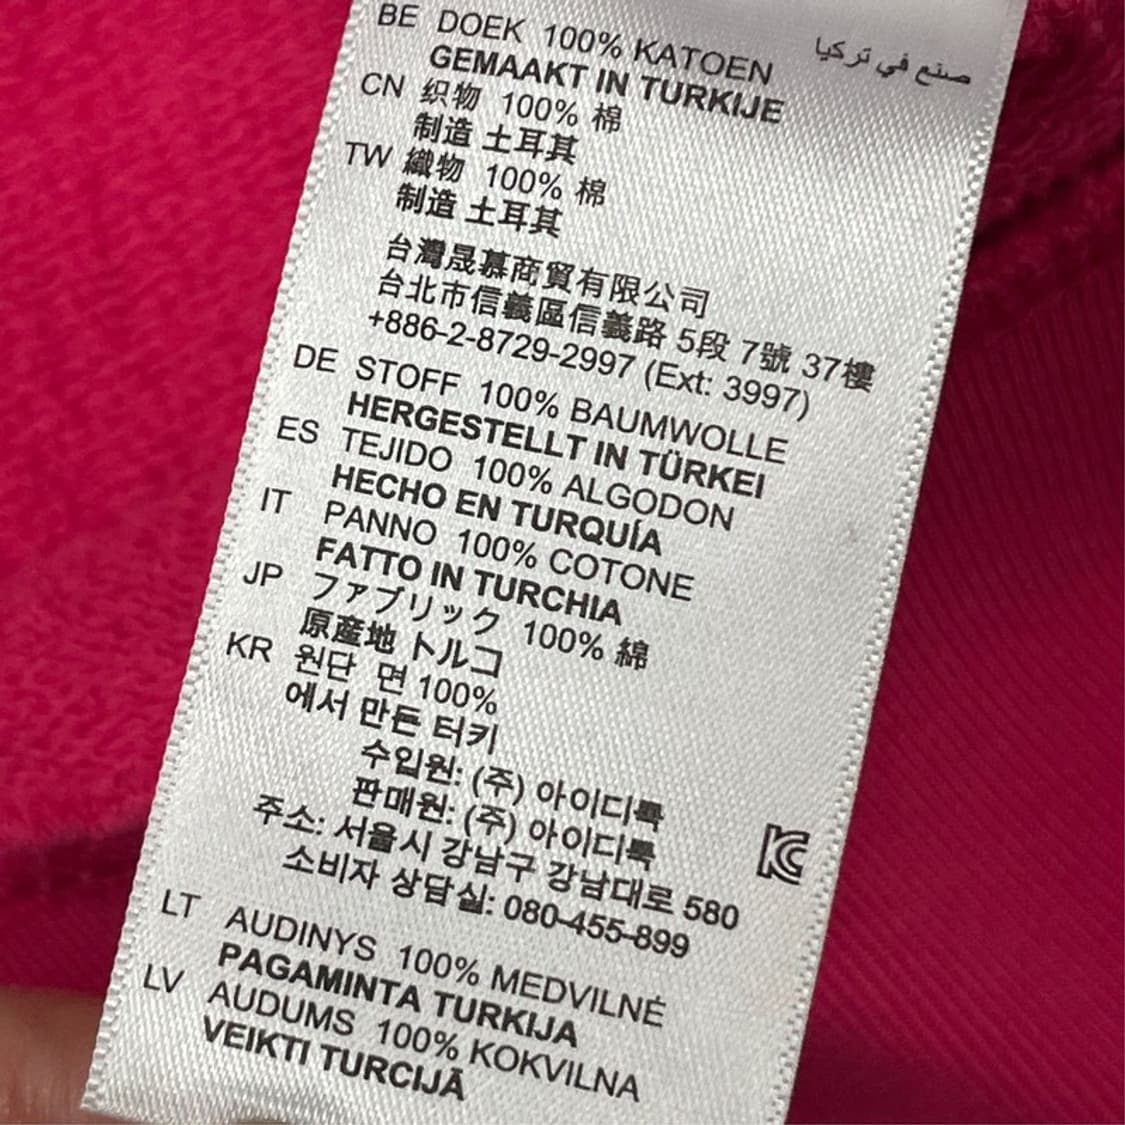 صنع في تركيا
BE DOEK 100% KATOEN
GEMAAKT IN TURKIJE
CN 织物 100% 棉
制造 土耳其
TW 織物 100% 棉
制造 土耳其
台灣晟慕商貿有限公司
台北市信義區信義路 5段 7號 37樓
+886-2-8729-2997 (Ext: 3997)
DE STOFF 100% BAUMWOLLE
HERGESTELLT IN TÜRKEI
ES TEJIDO 100% ALGODON
HECHO EN TURQUÍA
IT PANNO 100% COTONE
FATTO IN TURCHIA
JP ファブリック 100% 綿
原産地 トルコ
KR 원단 면 100%
에서 만든 터키
수입원: (주) 아이디룩
판매원: (주) 아이디룩
주소: 서울시 강남구 강남대로 580
소비자 상담실: 080-455-899
KC
LT AUDINYS 100% MEDVILNĖ
PAGAMINTA TURKIJA
LV AUDUMS 100% KOKVILNA
VEIKTI TURCIJĀ